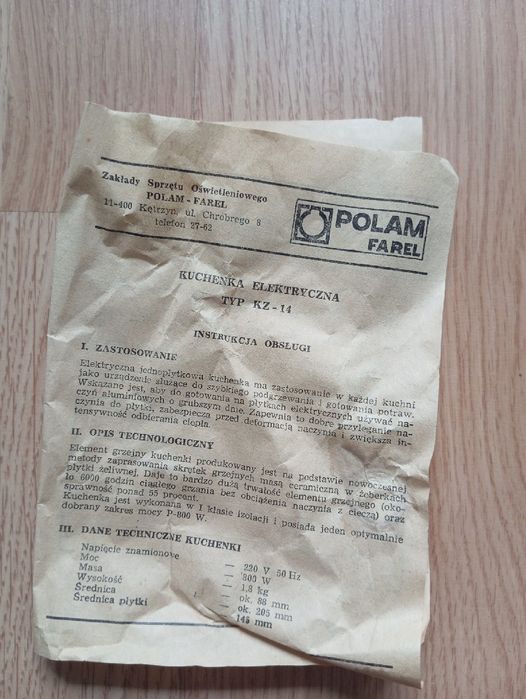 Zakłady Sprzętu Oświetleniowego
POLAM - FAREL
11-400 Kętrzyn, ul. Chrobrego 8
telefon 27-62
POLAM
FAREL
KUCHENKA ELEKTRYCZNA
TYP KZ-14
INSTRUKCJA OBSŁUGI
I. ZASTOSOWANIE
Elektryczna jednopłytkowa kuchenka ma zastosowanie w każdej kuchni
jako urządzenie służące do szybkiego podgrzewania i gotowania potraw.
Wskazane jest, aby do gotowania na płytkach elektrycznych używać na-
czyń aluminiowych o grubszym dnie. Zapewnia to dobre przyleganie na-
czynia do płytki, zabezpiecza przed deformacją naczynia i zwiększa in-
tensywność odbierania ciepła.
II. OPIS TECHNOLOGICZNY
Element grzejny kuchenki produkowany jest na podstawie nowoczesnej
metody zaprasowania skrętek grzejnych masą ceramiczną w żeberkach
płytki żeliwnej. Daje to bardzo dużą trwałość elementu grzejnego (oko-
ło 6000 godzin ciągłego grzania bez obciążenia naczynia z cieczą) oraz
sprawność ponad 55 procent.
Kuchenka jest wykonana w I klasie izolacji i posiada jeden optymalnie
dobrany zakres mocy P-800 W.
III. DANE TECHNICZNE KUCHENKI
Napięcie znamionowe — 220 V 50 Hz
Moc — 800 W
Masa — 1,8 kg
Wysokość — ok. 88 mm
Średnica — ok. 205 mm
Średnica płytki 145 mm